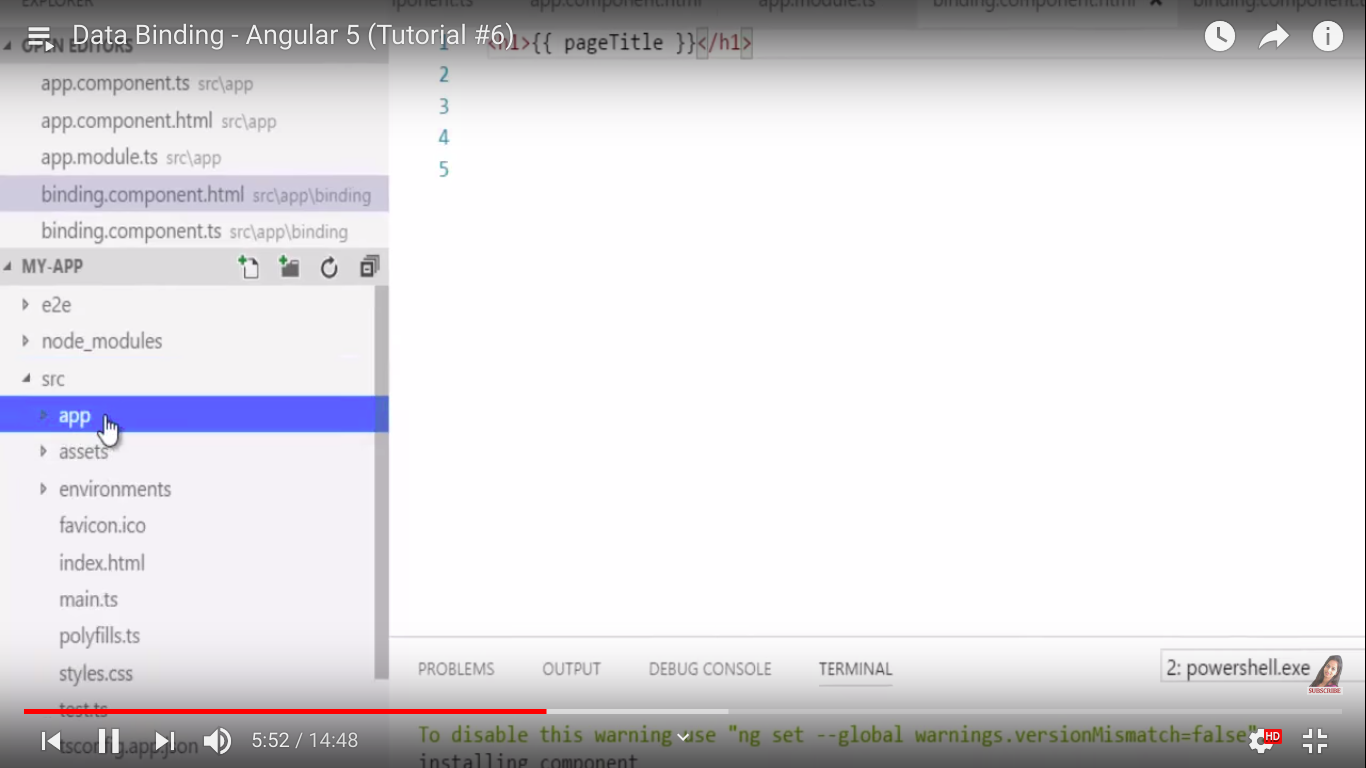 EXPLORER
app.component.html
app.module.ts
binding.component.html
Data Binding - Angular 5 (Tutorial #6)
OPEN EDITORS
1 <h1>{{ pageTitle }}</h1>
2
3
4
5
app.component.ts src\app
app.component.html src\app
app.module.ts src\app
binding.component.html src\app\binding
binding.component.ts src\app\binding
MY-APP
e2e
node_modules
src
app
assets
environments
favicon.ico
index.html
main.ts
polyfills.ts
styles.css
test.ts
tsconfig.app.json
PROBLEMS OUTPUT DEBUG CONSOLE TERMINAL 2: powershell.exe
SUBSCRIBE
5:52 / 14:48
To disable this warning use "ng set --global warnings.versionMismatch=false"
HD
installing component